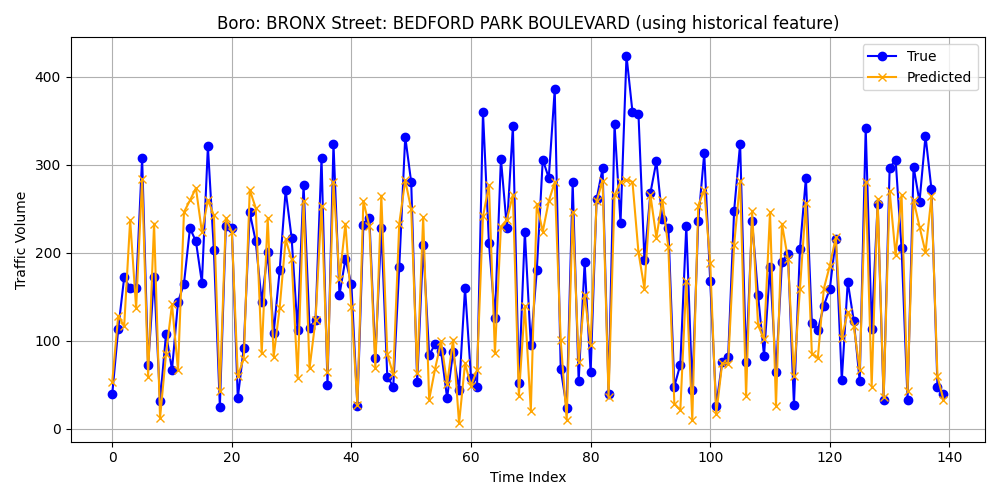 Boro: BRONX Street: BEDFORD PARK BOULEVARD (using historical feature)
True
Predicted
Traffic Volume
400
300
200
100
0
0 20 40 60 80 100 120 140
Time Index